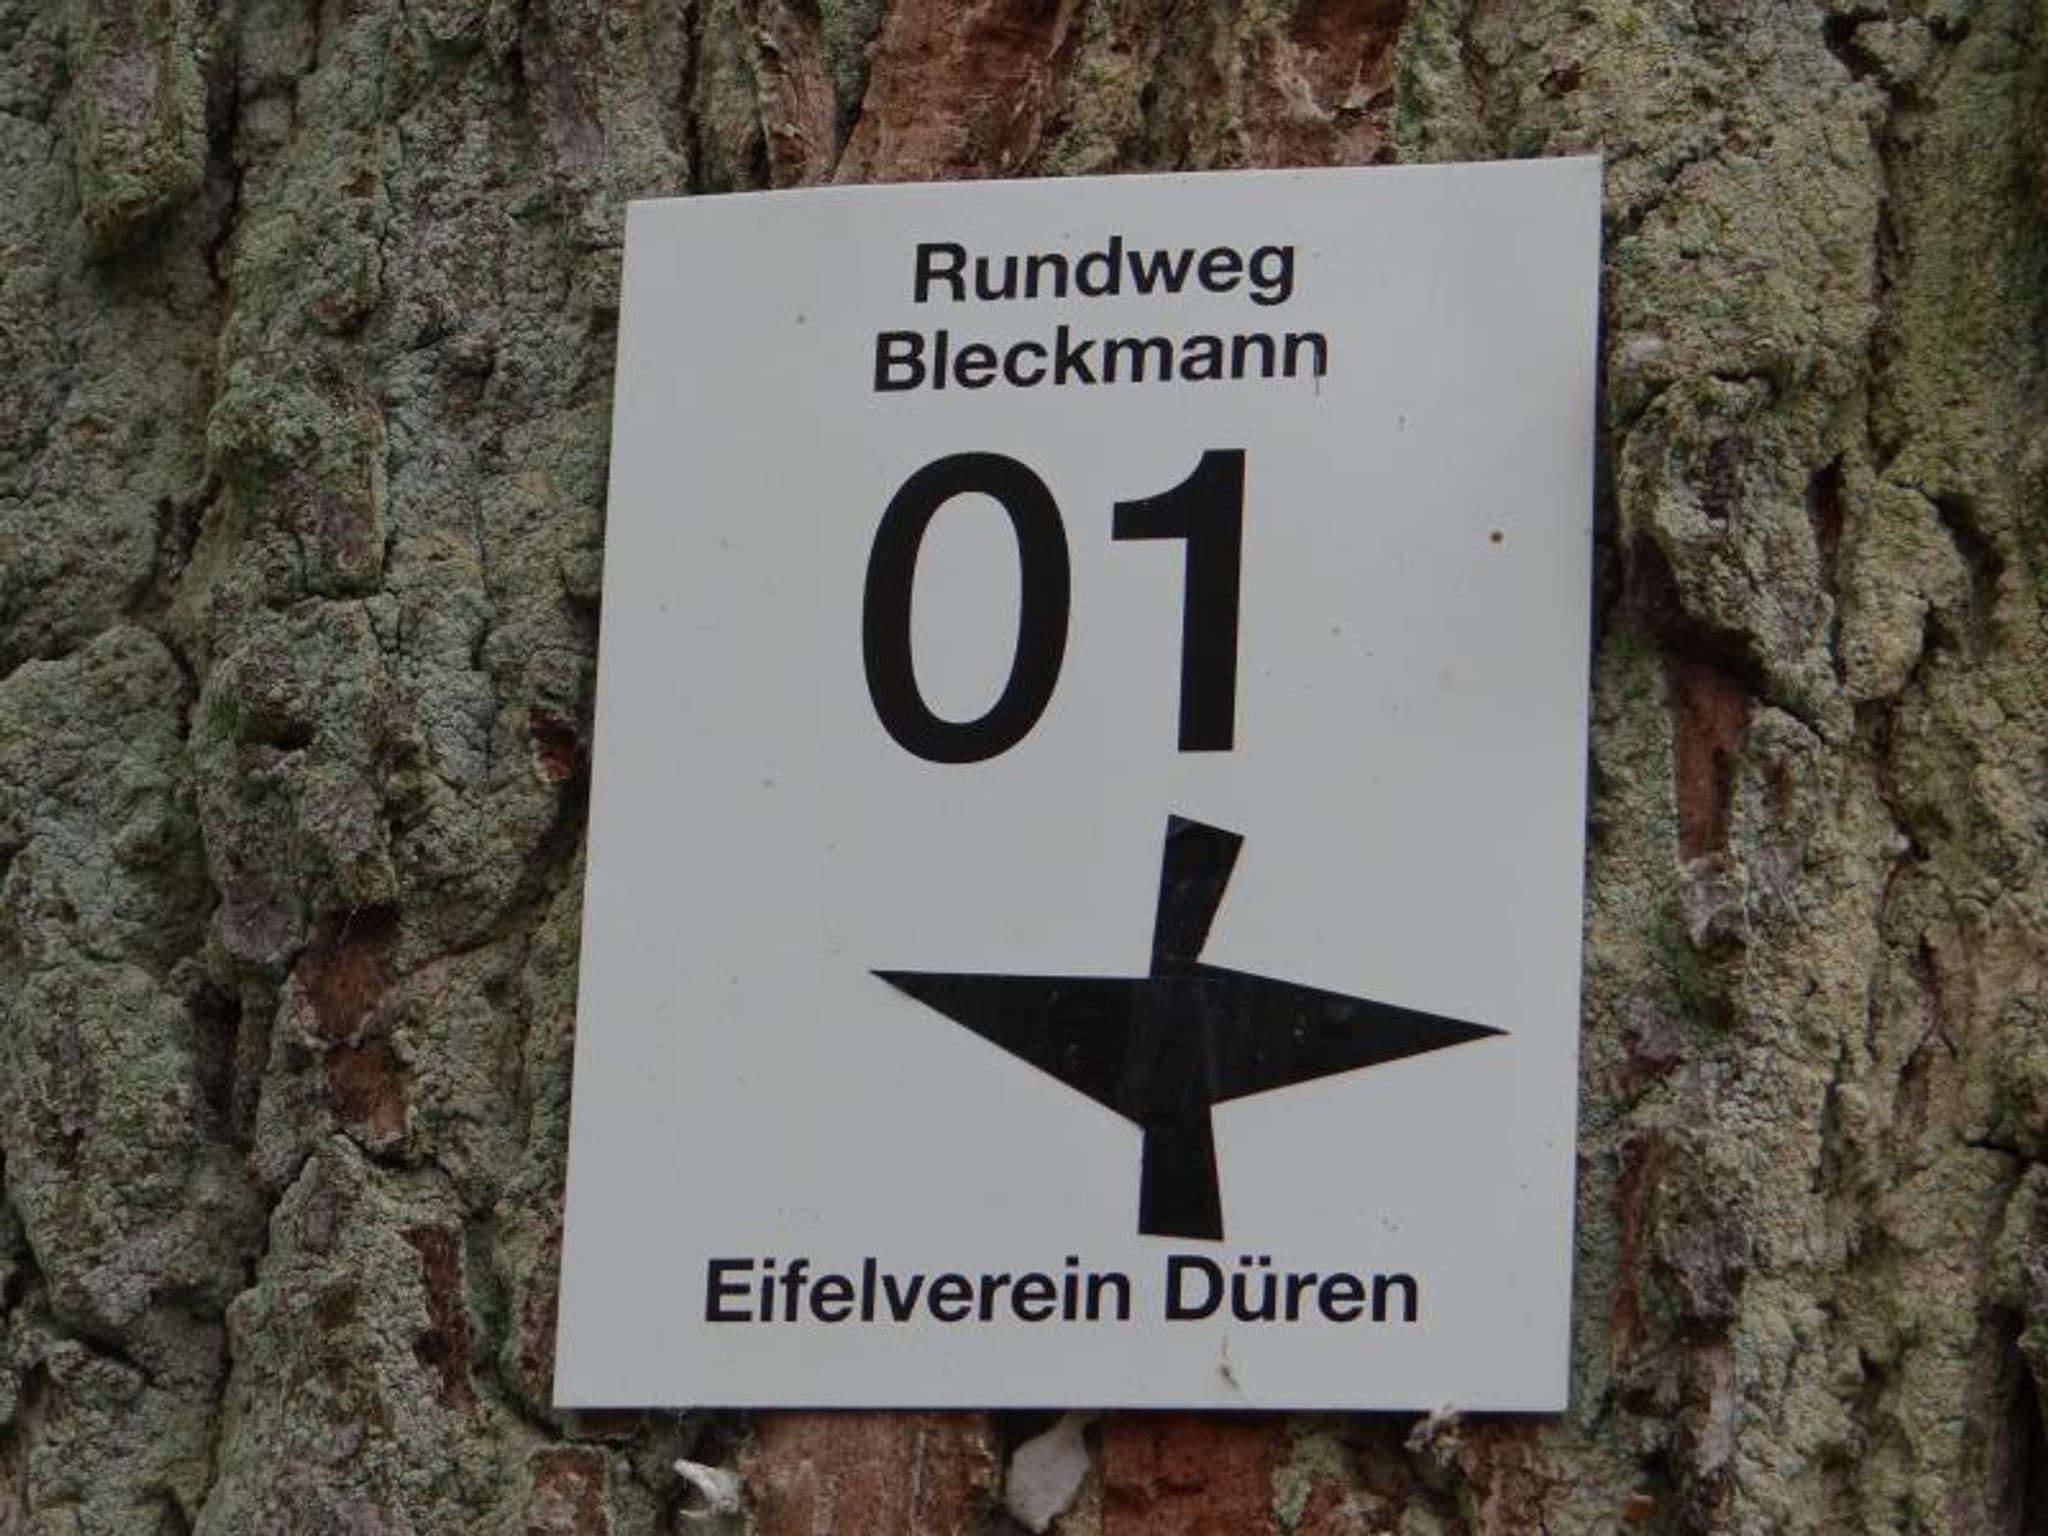 Rundweg
Bleckmann
01
Eifelverein Düren